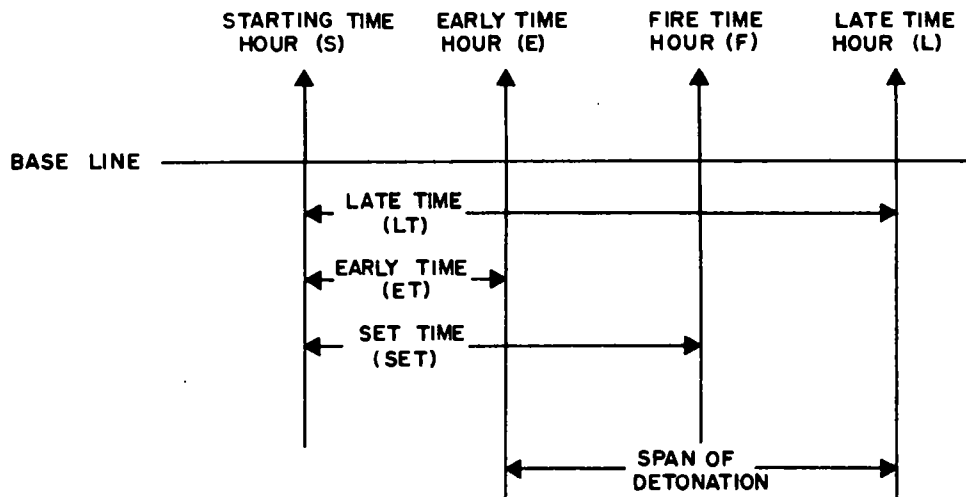 STARTING TIME
HOUR (S)
EARLY TIME
HOUR (E)
FIRE TIME
HOUR (F)
LATE TIME
HOUR (L)
BASE LINE
LATE TIME
(LT)
EARLY TIME
(ET)
SET TIME
(SET)
SPAN OF
DETONATION